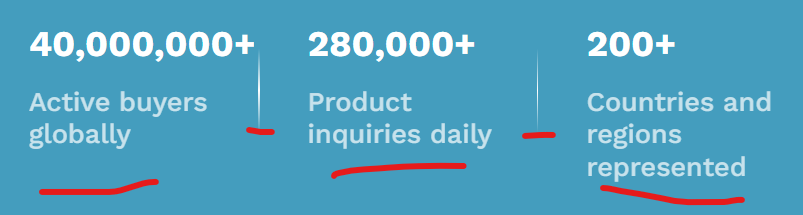 40,000,000+
Active buyers
globally
280,000+
Product
inquiries daily
200+
Countries and
regions
represented